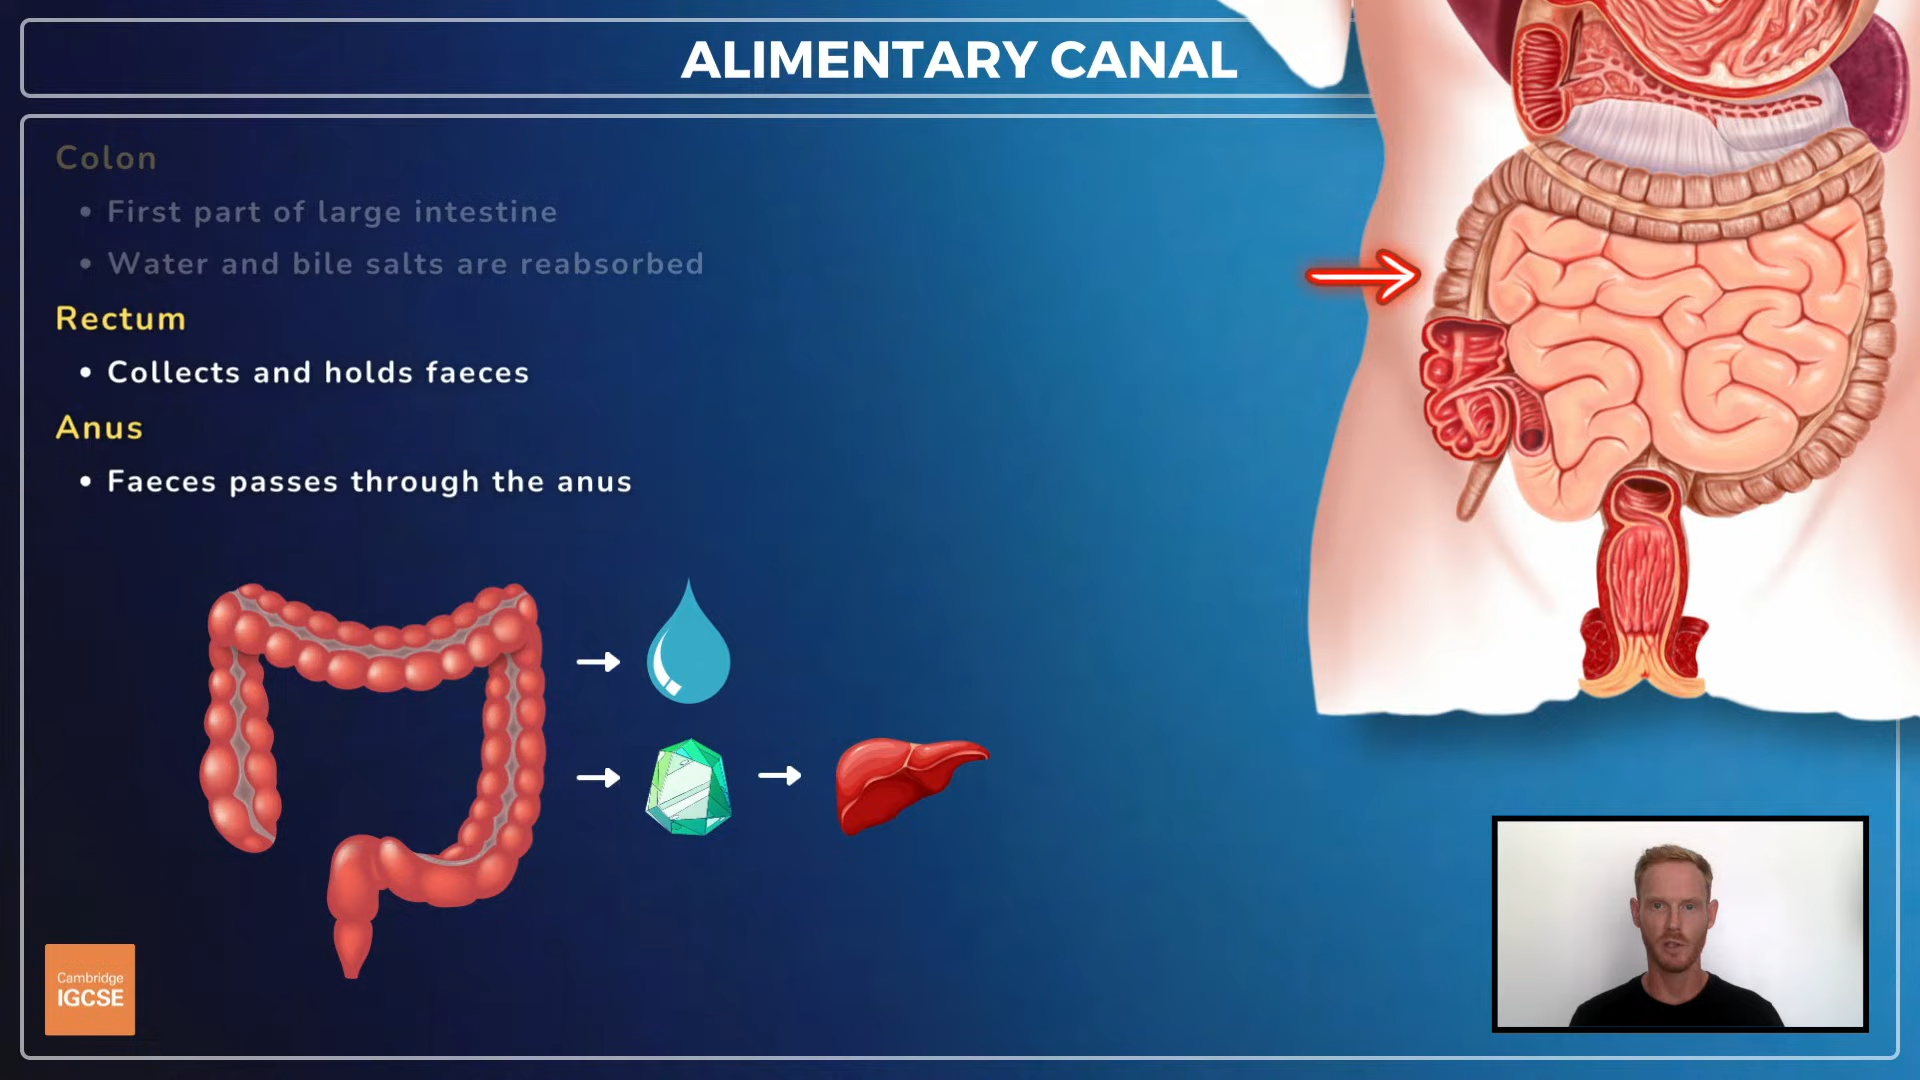 ALIMENTARY CANAL
Colon
• First part of large intestine
• Water and bile salts are reabsorbed
Rectum
• Collects and holds faeces
Anus
• Faeces passes through the anus
Cambridge
IGCSE